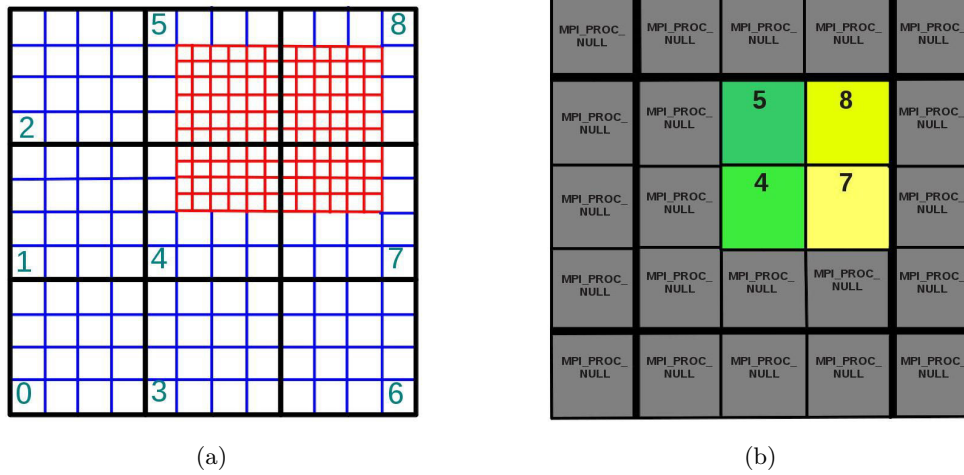 5 8
2
1 4 7
0 3 6
(a)
MPI_PROC_ MPI_PROC_ MPI_PROC_ MPI_PROC_ MPI_PROC_
NULL NULL NULL NULL NULL
5 8
MPI_PROC_ MPI_PROC_ MPI_PROC_
NULL NULL NULL
4 7
MPI_PROC_ MPI_PROC_ MPI_PROC_
NULL NULL NULL
MPI_PROC_ MPI_PROC_ MPI_PROC_ MPI_PROC_ MPI_PROC_
NULL NULL NULL NULL NULL
MPI_PROC_ MPI_PROC_ MPI_PROC_ MPI_PROC_ MPI_PROC_
NULL NULL NULL NULL NULL
(b)